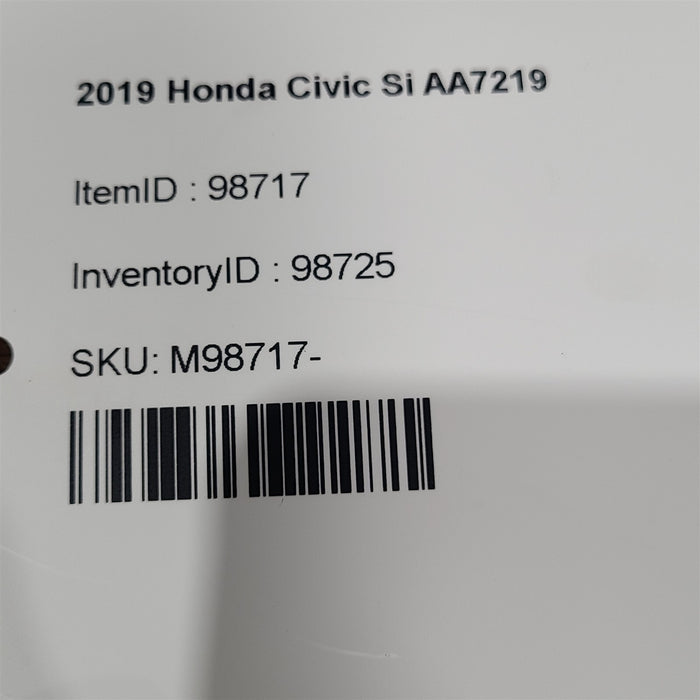 2019 Honda Civic Si AA7219
ItemID : 98717
InventoryID : 98725
SKU: M98717-